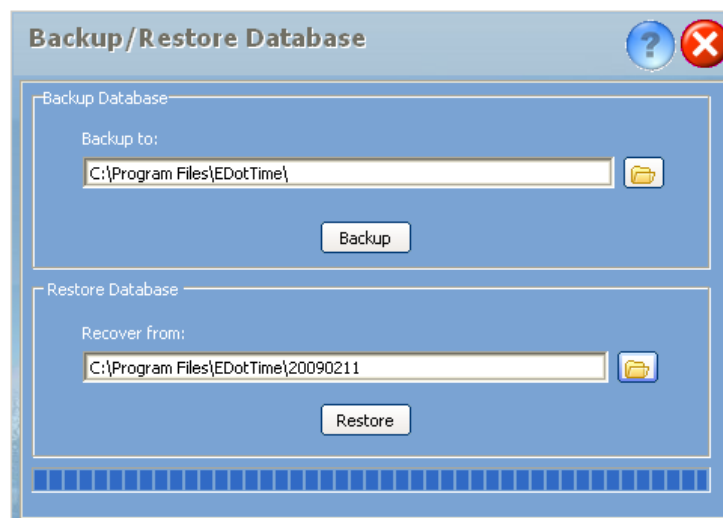 Backup/Restore Database
?
Backup Database
Backup to:
C:\Program Files\EDotTime\
Backup
Restore Database
Recover from:
C:\Program Files\EDotTime\20090211
Restore